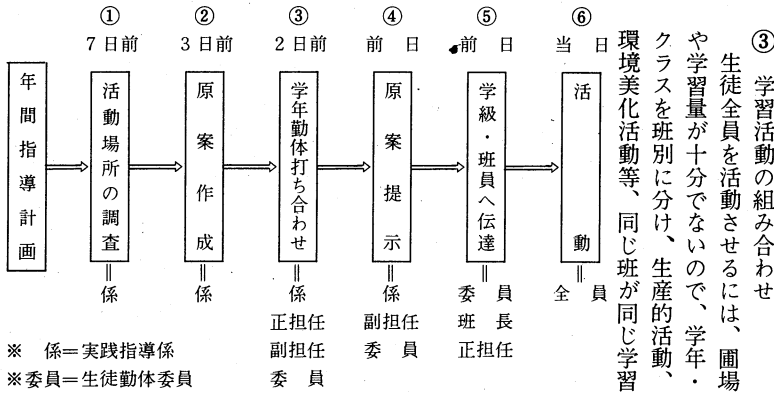 ③ 学習活動の組み合わせ
生徒全員を活動させるには、圃場
や学習量が十分でないので、学年・
クラスを班別に分け、生産的活動、
環境美化活動等、同じ班が同じ学習
年間指導計画
①
7日前
活動場所の調査
係
②
3日前
原案作成
係
③
2日前
学年勤体打ち合わせ
係
正担任
副担任
委員
④
前日
原案提示
係
副担任
委員
⑤
前日
学級・班員へ伝達
委員
班長
正担任
⑥
当日
活動
全員
※ 係=実践指導係
※委員=生徒勤体委員